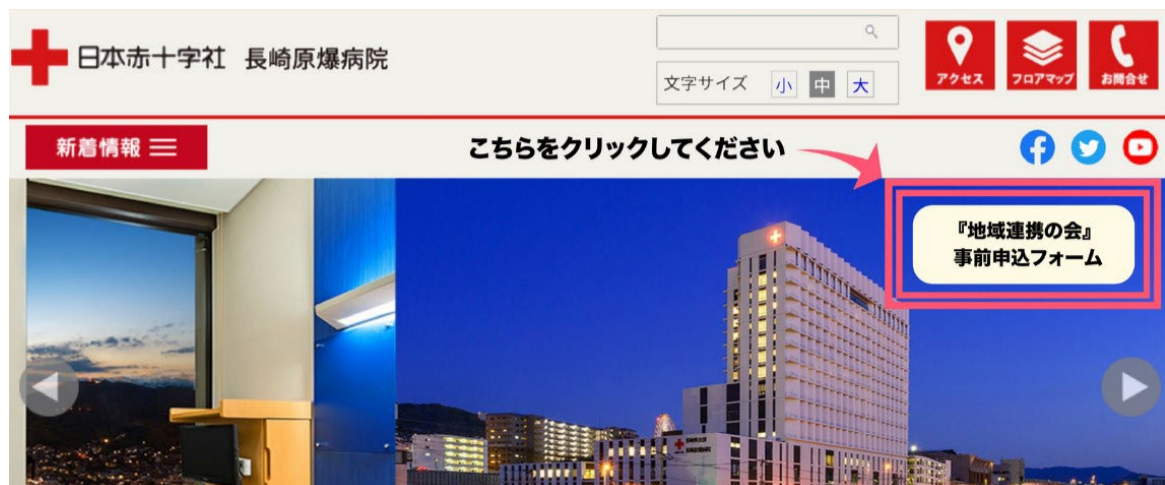 日本赤十字社 長崎原爆病院
文字サイズ 小 中 大
アクセス
フロアマップ
お問合せ
新着情報
こちらをクリックしてください
『地域連携の会』
事前申込フォーム